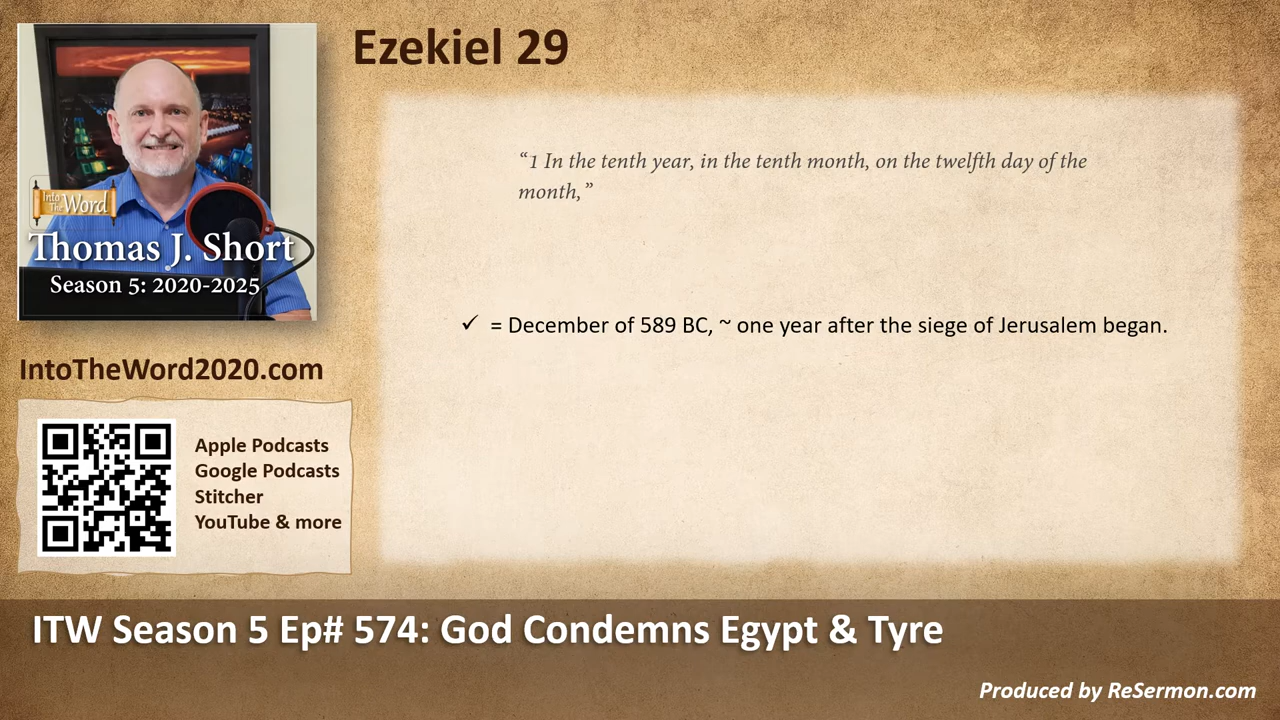 Ezekiel 29
“1 In the tenth year, in the tenth month, on the twelfth day of the
month,”
✓ = December of 589 BC, ~ one year after the siege of Jerusalem began.
Into
The Word
Thomas J. Short
Season 5: 2020-2025
IntoTheWord2020.com
Apple Podcasts
Google Podcasts
Stitcher
YouTube & more
ITW Season 5 Ep# 574: God Condemns Egypt & Tyre
Produced by ReSermon.com